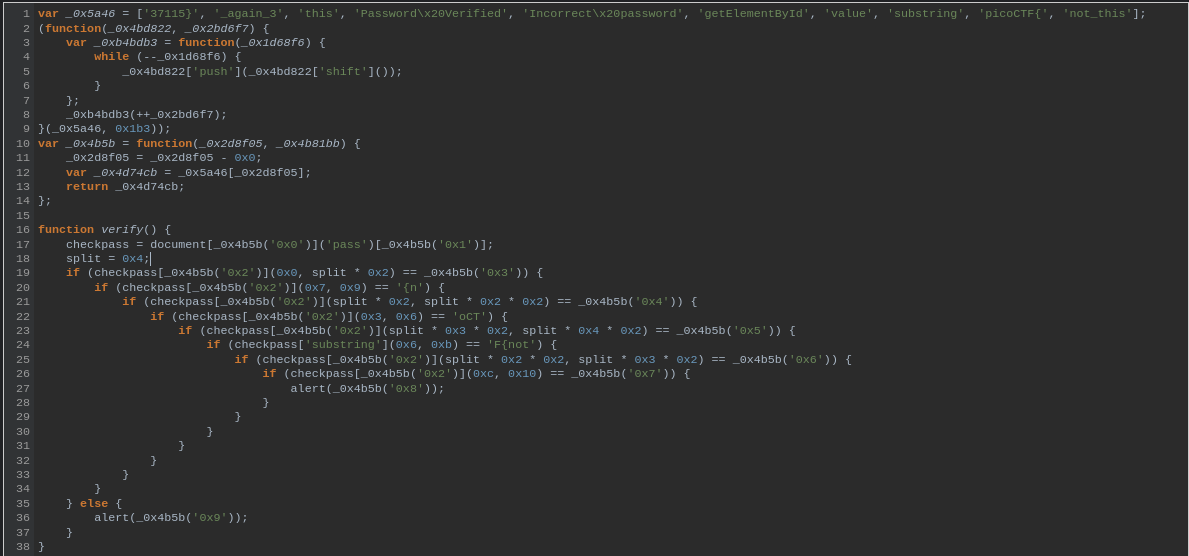 1 var _0x5a46 = ['37115}', '_again_3', 'this', 'Password\x20Verified', 'Incorrect\x20password', 'getElementById', 'value', 'substring', 'picoCTF{', 'not_this'];
2 (function(_0x4bd822, _0x2bd6f7) {
3     var _0xb4bdb3 = function(_0x1d68f6) {
4         while (--_0x1d68f6) {
5             _0x4bd822['push'](_0x4bd822['shift']());
6         }
7     };
8     _0xb4bdb3(++_0x2bd6f7);
9 }(_0x5a46, 0x1b3));
10 var _0x4b5b = function(_0x2d8f05, _0x4b81bb) {
11     _0x2d8f05 = _0x2d8f05 - 0x0;
12     var _0x4d74cb = _0x5a46[_0x2d8f05];
13     return _0x4d74cb;
14 };
15
16 function verify() {
17     checkpass = document[_0x4b5b('0x0')]('pass')[_0x4b5b('0x1')];
18     split = 0x4;
19     if (checkpass[_0x4b5b('0x2')](0x0, split * 0x2) == _0x4b5b('0x3')) {
20         if (checkpass[_0x4b5b('0x2')](0x7, 0x9) == '{n') {
21             if (checkpass[_0x4b5b('0x2')](split * 0x2, split * 0x2 * 0x2) == _0x4b5b('0x4')) {
22                 if (checkpass[_0x4b5b('0x2')](0x3, 0x6) == 'oCT') {
23                     if (checkpass[_0x4b5b('0x2')](split * 0x3 * 0x2, split * 0x4 * 0x2) == _0x4b5b('0x5')) {
24                         if (checkpass['substring'](0x6, 0xb) == 'F{not') {
25                             if (checkpass[_0x4b5b('0x2')](split * 0x2 * 0x2, split * 0x3 * 0x2) == _0x4b5b('0x6')) {
26                                 if (checkpass[_0x4b5b('0x2')](0xc, 0x10) == _0x4b5b('0x7')) {
27                                     alert(_0x4b5b('0x8'));
28                                 }
29                             }
30                         }
31                     }
32                 }
33             }
34         }
35     } else {
36         alert(_0x4b5b('0x9'));
37     }
38 }